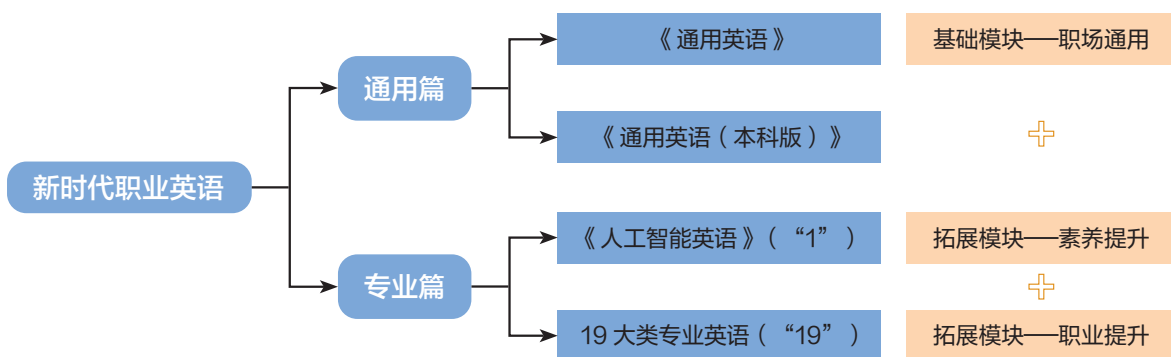 新时代职业英语
通用篇
《通用英语》
基础模块——职场通用
《通用英语（本科版）》
专业篇
《人工智能英语》（“1”）
拓展模块——素养提升
19 大类专业英语（“19”）
拓展模块——职业提升